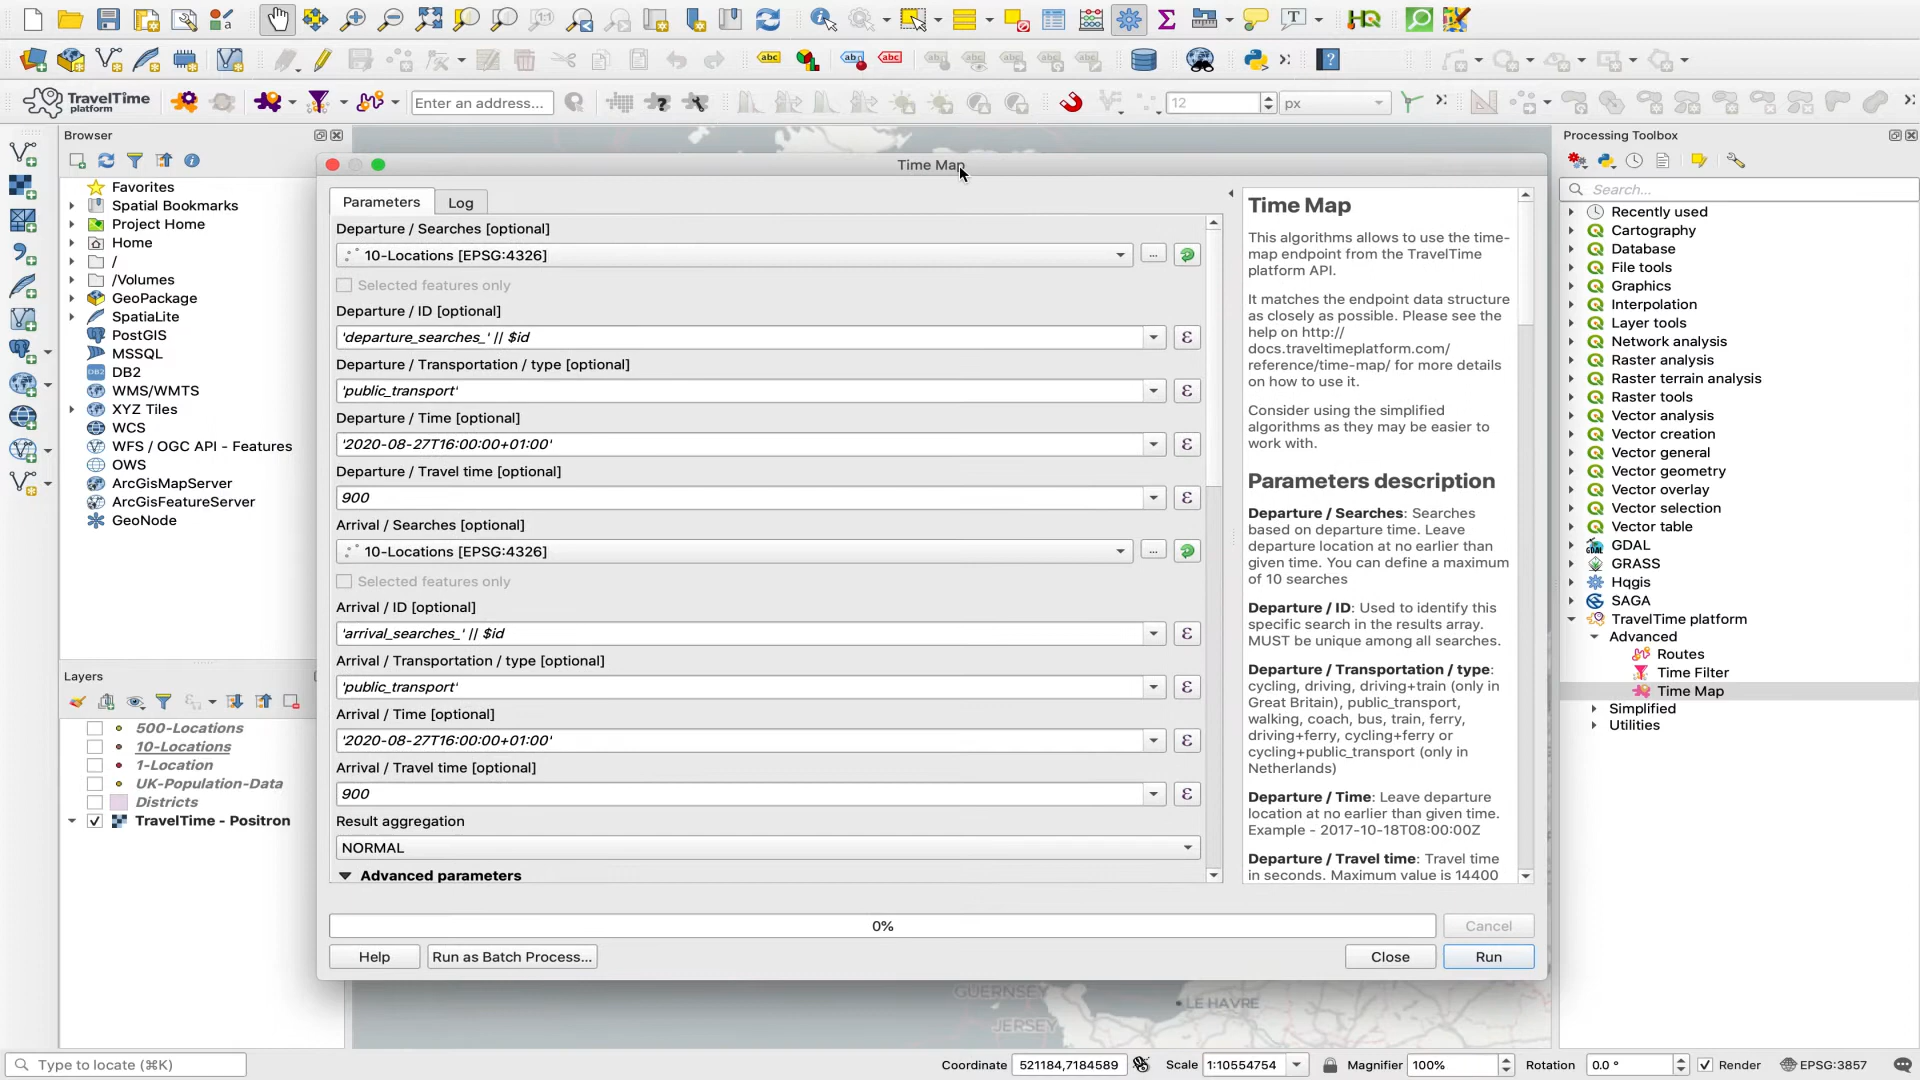 TravelTime
platform
Enter an address...
12
px
Browser
Processing Toolbox
Time Map
Search...
Favorites
Spatial Bookmarks
Project Home
Home
/
/Volumes
GeoPackage
SpatiaLite
PostGIS
MSSQL
DB2
WMS/WMTS
XYZ Tiles
WCS
WFS / OGC API - Features
OWS
ArcGisMapServer
ArcGisFeatureServer
GeoNode
Layers
500-Locations
10-Locations
1-Location
UK-Population-Data
Districts
TravelTime - Positron
Parameters
Log
Departure / Searches [optional]
10-Locations [EPSG:4326]
...
Selected features only
Departure / ID [optional]
'departure_searches_' || $id
Departure / Transportation / type [optional]
'public_transport'
Departure / Time [optional]
'2020-08-27T16:00:00+01:00'
Departure / Travel time [optional]
900
Arrival / Searches [optional]
10-Locations [EPSG:4326]
...
Selected features only
Arrival / ID [optional]
'arrival_searches_' || $id
Arrival / Transportation / type [optional]
'public_transport'
Arrival / Time [optional]
'2020-08-27T16:00:00+01:00'
Arrival / Travel time [optional]
900
Result aggregation
NORMAL
Advanced parameters
0%
Cancel
Help
Run as Batch Process...
Close
Run
Time Map
This algorithms allows to use the time-
map endpoint from the TravelTime
platform API.
It matches the endpoint data structure
as closely as possible. Please see the
help on http://
docs.traveltimeplatform.com/
reference/time-map/ for more details
on how to use it.
Consider using the simplified
algorithms as they may be easier to
work with.
Parameters description
Departure / Searches: Searches
based on departure time. Leave
departure location at no earlier than
given time. You can define a maximum
of 10 searches
Departure / ID: Used to identify this
specific search in the results array.
MUST be unique among all searches.
Departure / Transportation / type:
cycling, driving, driving+train (only in
Great Britain), public_transport,
walking, coach, bus, train, ferry,
driving+ferry, cycling+ferry or
cycling+public_transport (only in
Netherlands)
Departure / Time: Leave departure
location at no earlier than given time.
Example - 2017-10-18T08:00:00Z
Departure / Travel time: Travel time
in seconds. Maximum value is 14400
Recently used
Cartography
Database
File tools
Graphics
Interpolation
Layer tools
Network analysis
Raster analysis
Raster terrain analysis
Raster tools
Vector analysis
Vector creation
Vector general
Vector geometry
Vector overlay
Vector selection
Vector table
GDAL
GRASS
Hqgis
SAGA
TravelTime platform
Advanced
Routes
Time Filter
Time Map
Simplified
Utilities
GUERNSEY
LE HAVRE
JERSEY
Type to locate (⌘K)
Coordinate
521184,7184589
Scale
1:10554754
Magnifier
100%
Rotation
0.0 °
Render
EPSG:3857